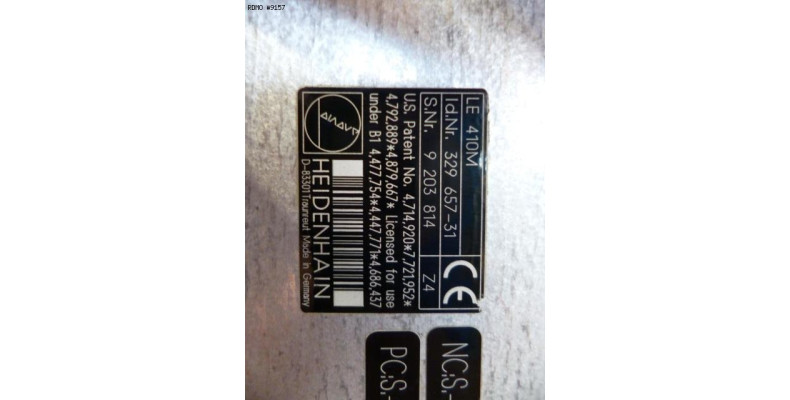 RDMO #9157
LE 410M
Id.Nr. 329 657-31
S.Nr. 9 203 814 Z4
CE
U.S. Patent No. 4,714,920*7,721,952*
4,792,889*4,879,667* Licensed for use
under B1 4,477,754*4,447,771*4,686,437
HEIDENHAIN
D-83301 Traunreut Made in Germany
NC:S.-
PC:S.-